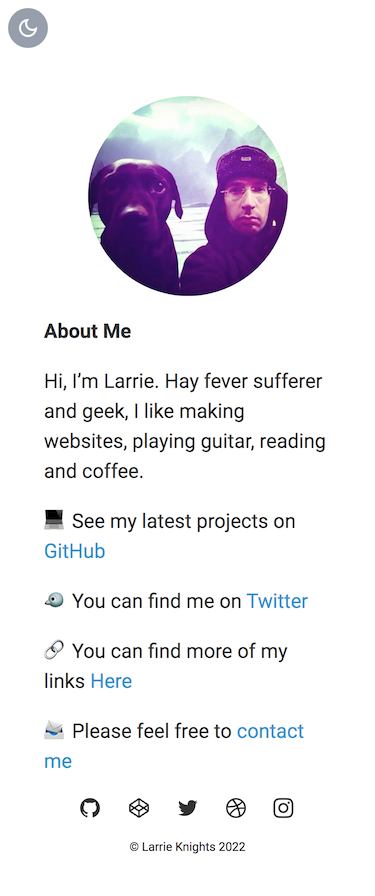 About Me
Hi, I’m Larrie. Hay fever sufferer
and geek, I like making
websites, playing guitar, reading
and coffee.
💻 See my latest projects on
GitHub
🐦 You can find me on Twitter
🔗 You can find more of my
links Here
📨 Please feel free to contact
me
© Larrie Knights 2022